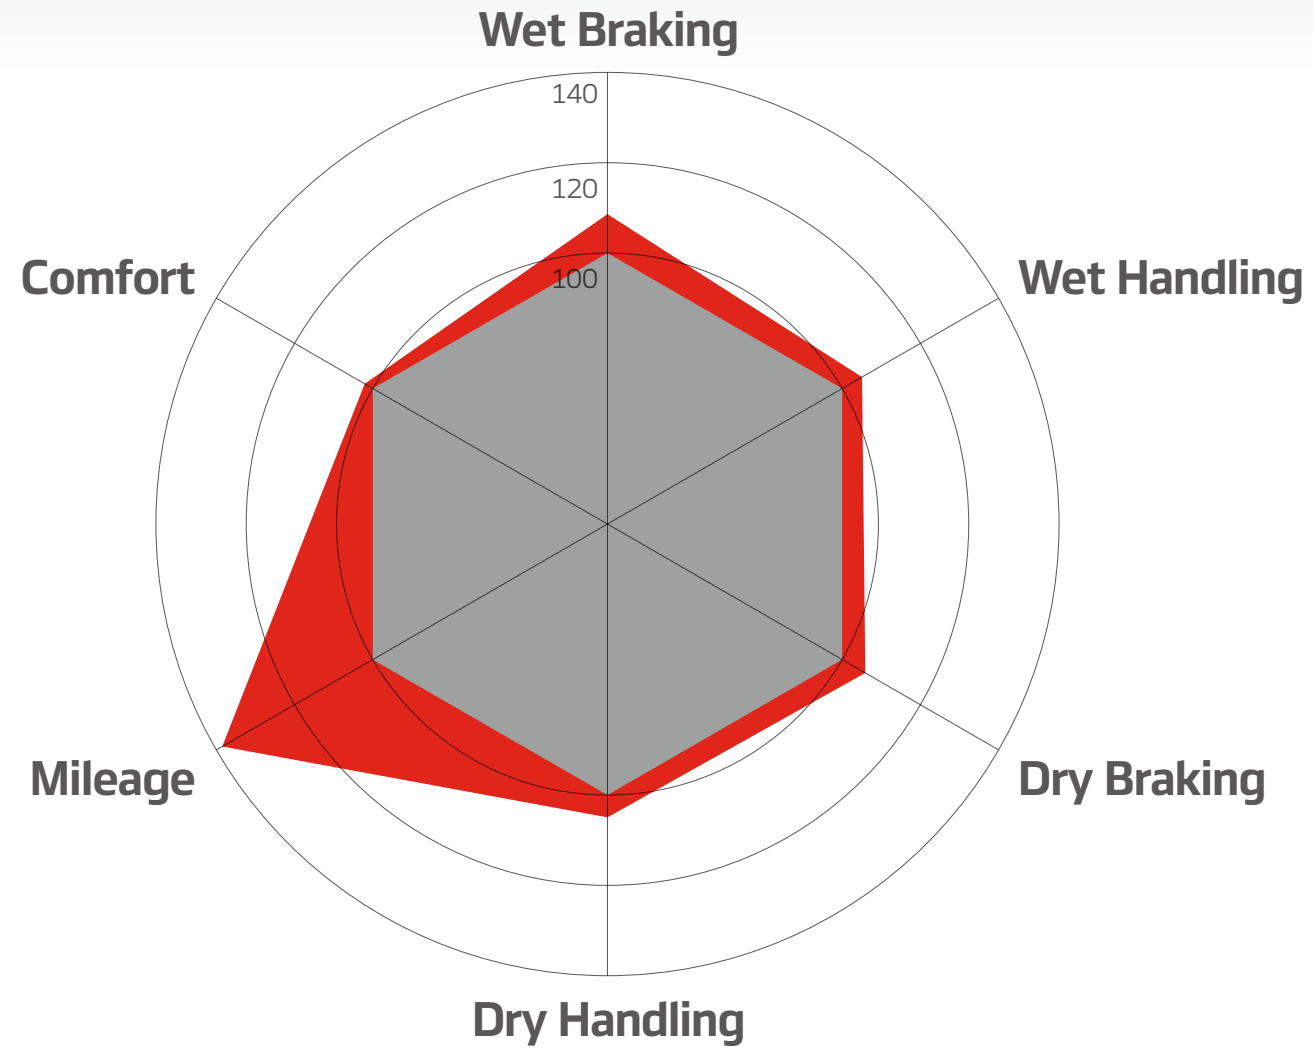 Wet Braking
140
120
100
Comfort
Wet Handling
Mileage
Dry Braking
Dry Handling